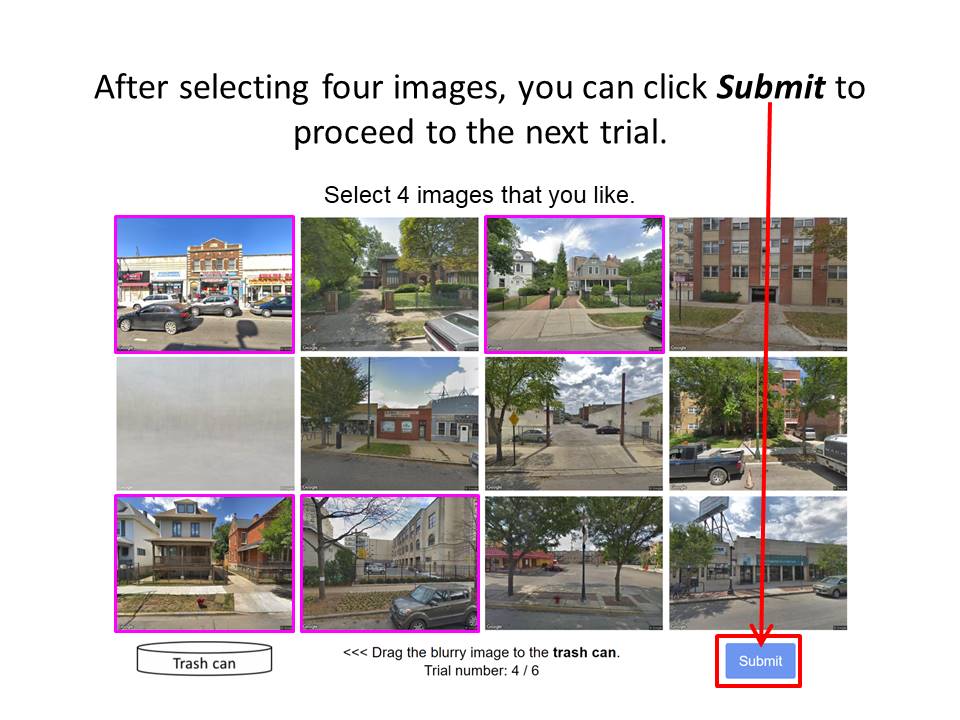 After selecting four images, you can click Submit to
proceed to the next trial.
Select 4 images that you like.
Trash can
<<< Drag the blurry image to the trash can.
Trial number: 4 / 6
Submit